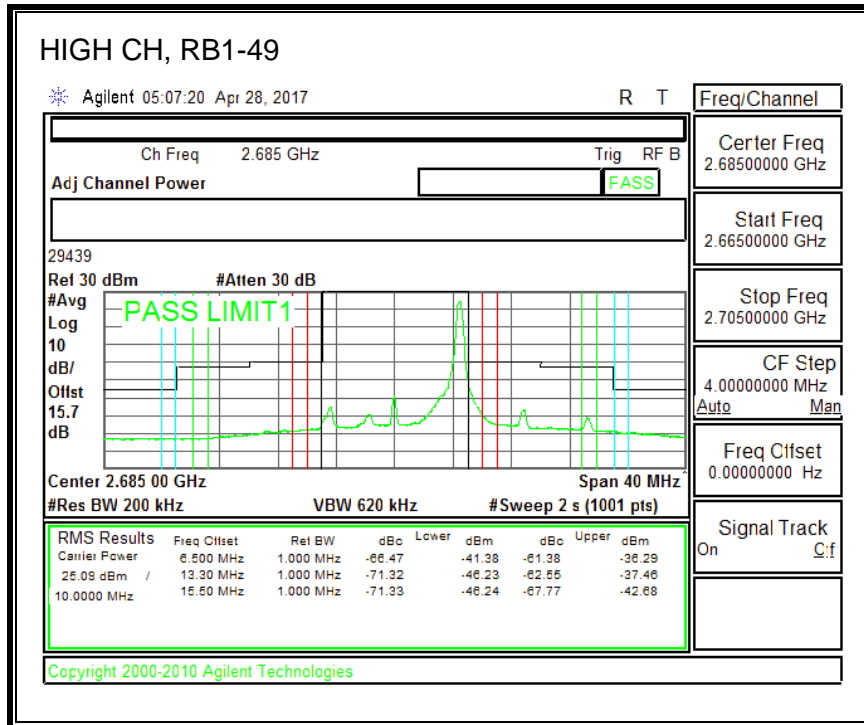 HIGH CH, RB1-49
Agilent 05:07:20 Apr 28, 2017 R T
Freq/Channel
Ch Freq 2.685 GHz Trig RF B
Adj Channel Power PASS
Center Freq
2.68500000 GHz
Start Freq
2.66500000 GHz
Stop Freq
2.70500000 GHz
CF Step
4.00000000 MHz
Auto Man
Freq Offset
0.00000000 Hz
Signal Track
On Off
29439
Ref 30 dBm #Atten 30 dB
#Avg
Log
10
dB/
Offst
15.7
dB
PASS LIMIT1
Center 2.685 00 GHz Span 40 MHz
#Res BW 200 kHz VBW 620 kHz #Sweep 2 s (1001 pts)
RMS Results Freq Offset Ref BW dBc Lower dBm dBc Upper dBm
Carrier Power 6.500 MHz 1.000 MHz -66.47 -41.38 -61.38 -36.29
25.09 dBm / 13.30 MHz 1.000 MHz -71.32 -46.23 -62.55 -37.46
10.0000 MHz 15.50 MHz 1.000 MHz -71.33 -46.24 -67.77 -42.68
Copyright 2000-2010 Agilent Technologies